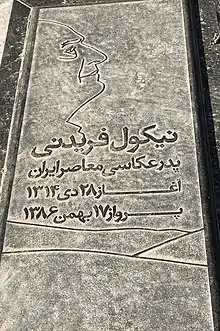 نیکول فریدنی
پدر عکاسی معاصر ایران
آغاز ۲۸ دی ۱۳۱۴
پرواز ۱۷ بهمن ۱۳۸۶